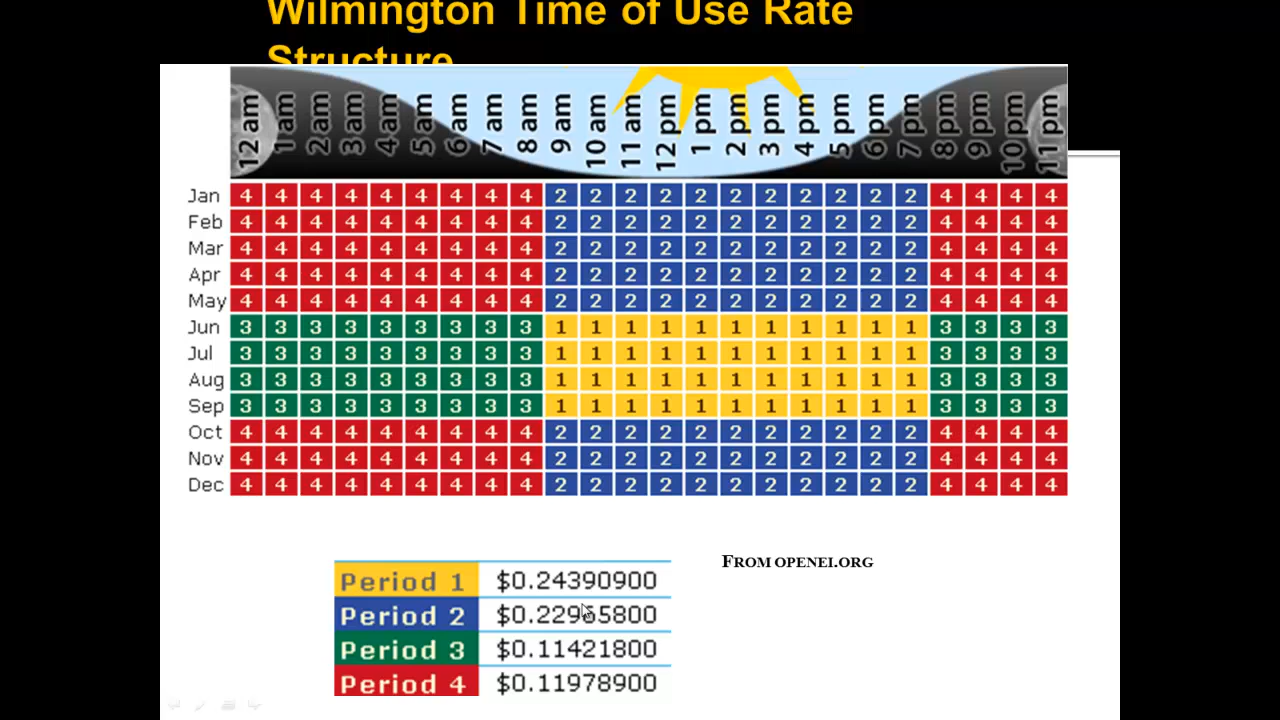 Wilmington Time of Use Rate
Structure
12 am 1 am 2 am 3 am 4 am 5 am 6 am 7 am 8 am 9 am 10 am 11 am 12 pm 1 pm 2 pm 3 pm 4 pm 5 pm 6 pm 7 pm 8 pm 9 pm 10 pm 11 pm
Jan 4 4 4 4 4 4 4 4 4 2 2 2 2 2 2 2 2 2 2 2 4 4 4 4
Feb 4 4 4 4 4 4 4 4 4 2 2 2 2 2 2 2 2 2 2 2 4 4 4 4
Mar 4 4 4 4 4 4 4 4 4 2 2 2 2 2 2 2 2 2 2 2 4 4 4 4
Apr 4 4 4 4 4 4 4 4 4 2 2 2 2 2 2 2 2 2 2 2 4 4 4 4
May 4 4 4 4 4 4 4 4 4 2 2 2 2 2 2 2 2 2 2 2 4 4 4 4
Jun 3 3 3 3 3 3 3 3 3 1 1 1 1 1 1 1 1 1 1 1 3 3 3 3
Jul 3 3 3 3 3 3 3 3 3 1 1 1 1 1 1 1 1 1 1 1 3 3 3 3
Aug 3 3 3 3 3 3 3 3 3 1 1 1 1 1 1 1 1 1 1 1 3 3 3 3
Sep 3 3 3 3 3 3 3 3 3 1 1 1 1 1 1 1 1 1 1 1 3 3 3 3
Oct 4 4 4 4 4 4 4 4 4 2 2 2 2 2 2 2 2 2 2 2 4 4 4 4
Nov 4 4 4 4 4 4 4 4 4 2 2 2 2 2 2 2 2 2 2 2 4 4 4 4
Dec 4 4 4 4 4 4 4 4 4 2 2 2 2 2 2 2 2 2 2 2 4 4 4 4
FROM OPENEI.ORG
Period 1 $0.24390900
Period 2
Period 3 $0.11421800
Period 4 $0.11978900